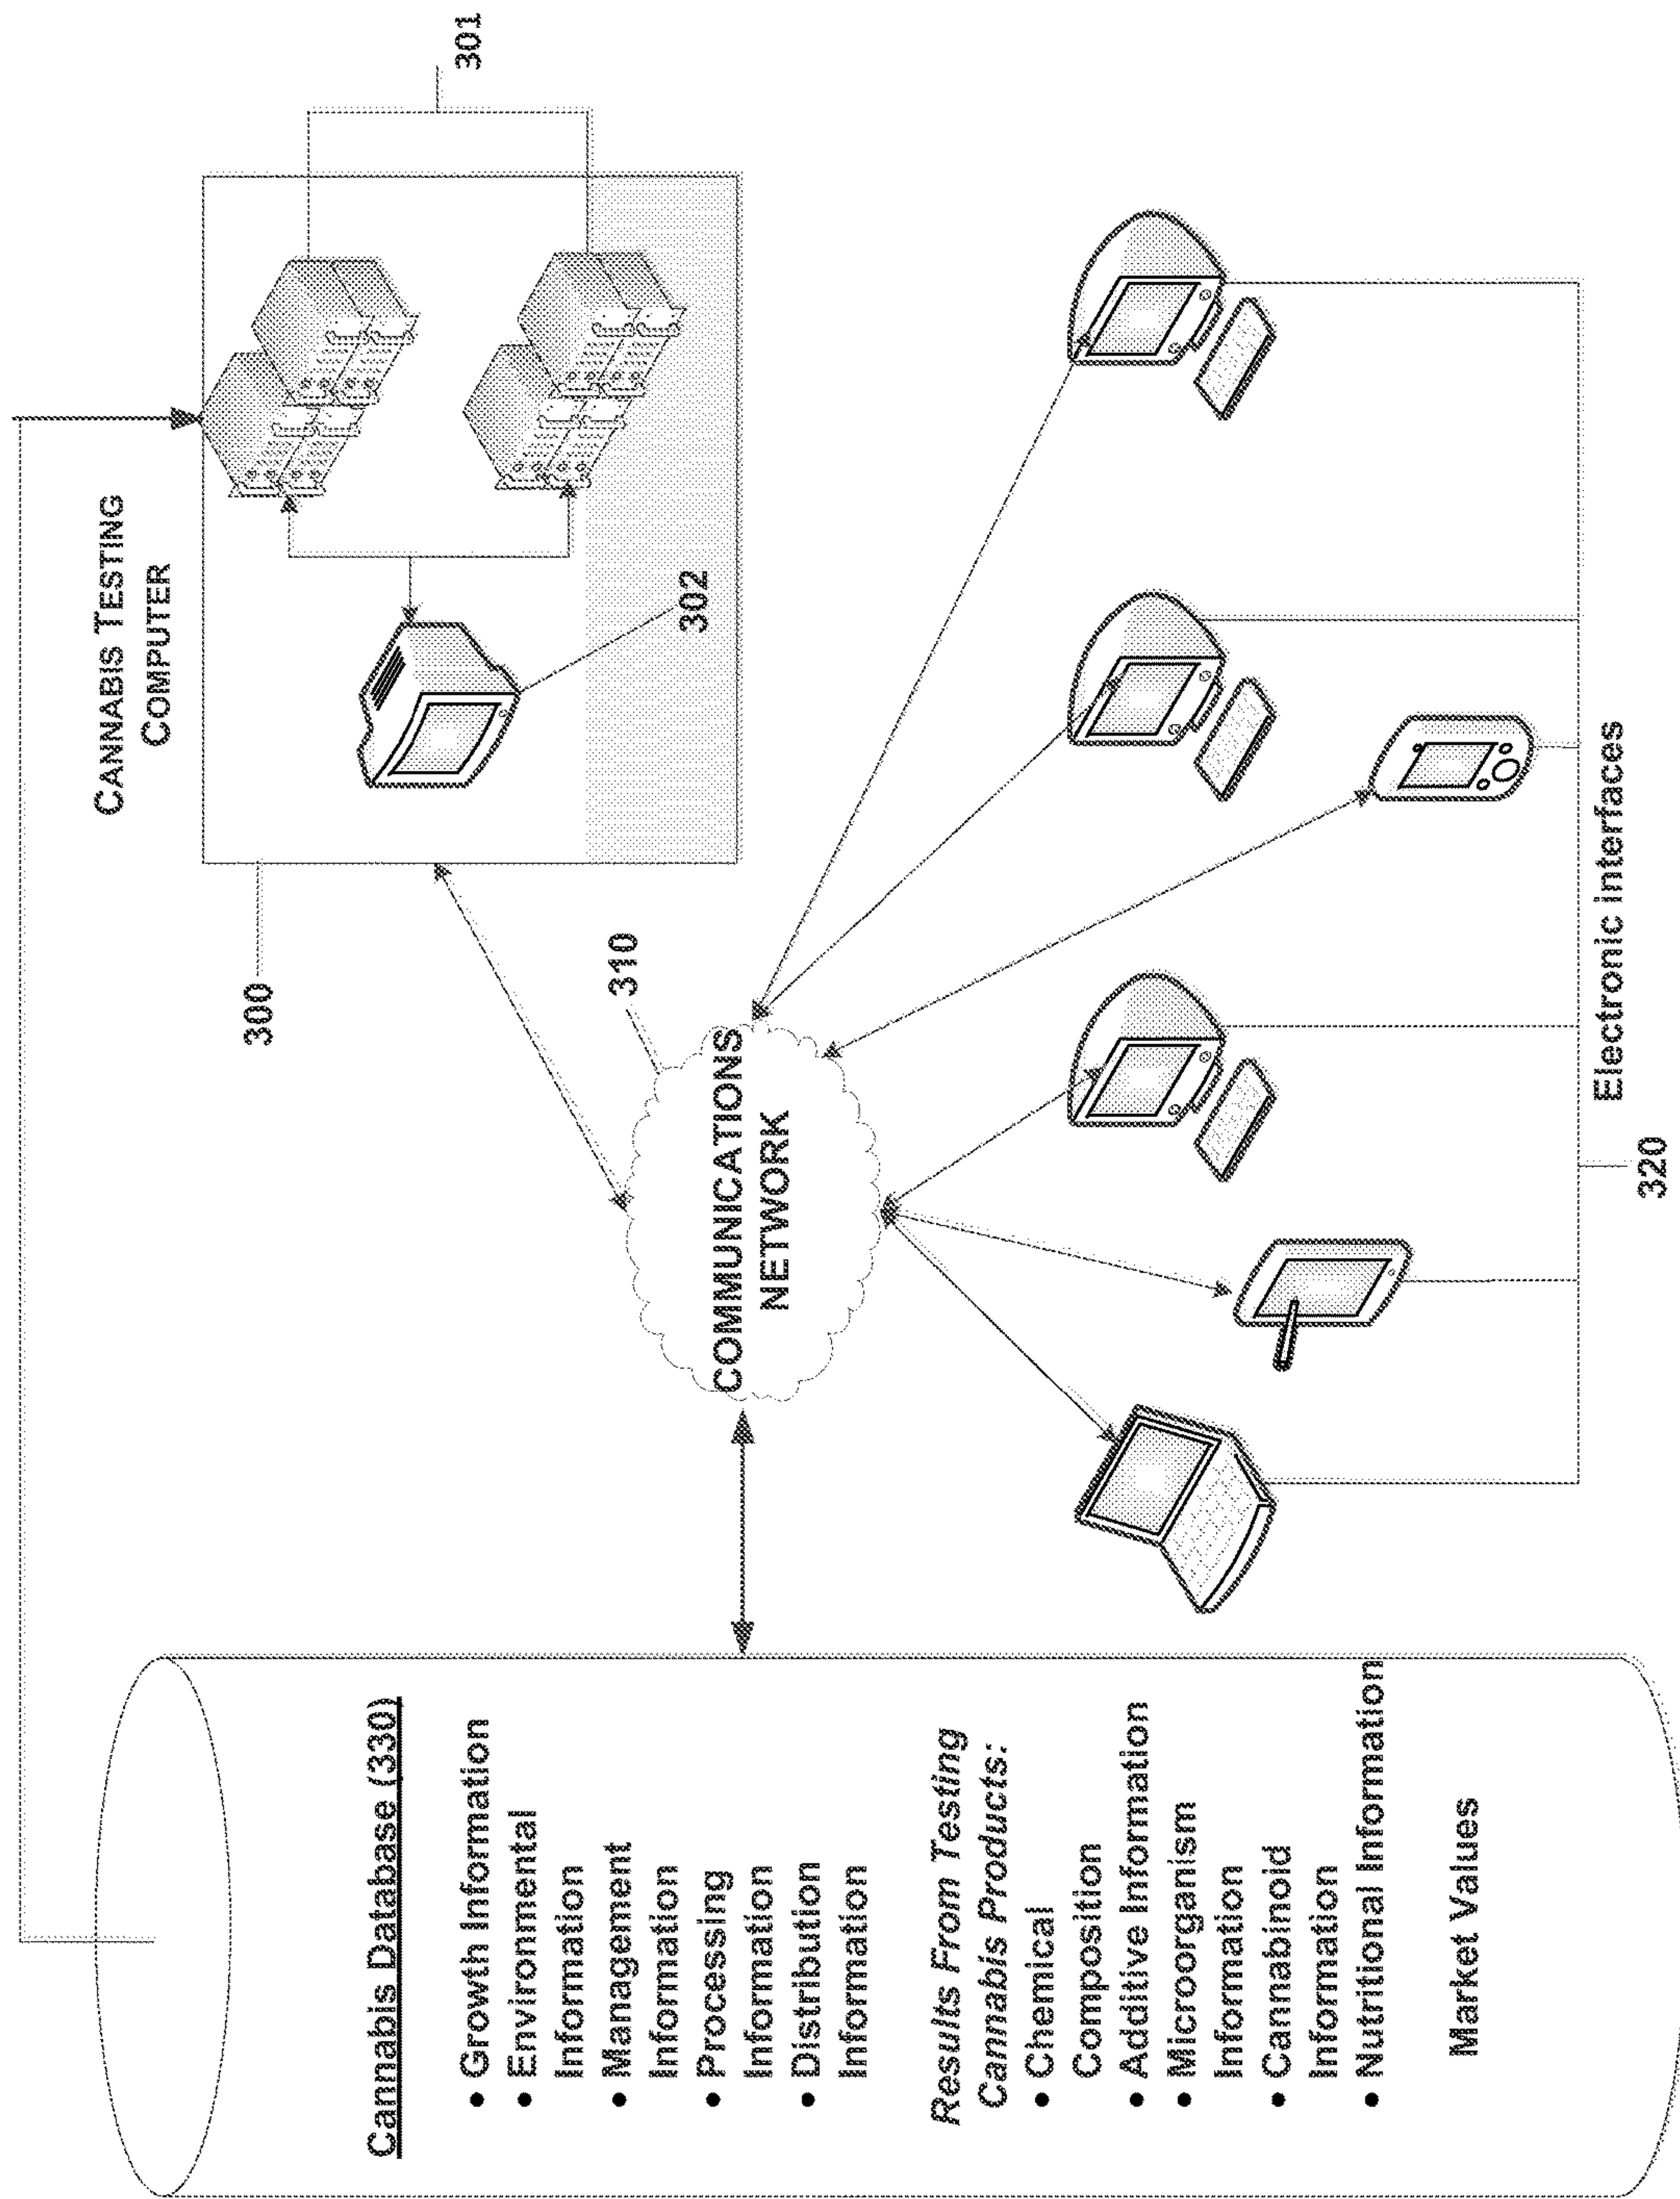 Cannabis Database (330)
• Growth Information
• Environmental
Information
• Management
Information
• Processing
Information
• Distribution
Information
Results From Testing
Cannabis Products:
• Chemical
Composition
• Additive Information
• Microorganism
Information
• Cannabinoid
Information
• Nutritional Information
Market Values
COMMUNICATIONS
NETWORK
310
300
CANNABIS TESTING
COMPUTER
302
301
Electronic interfaces
320